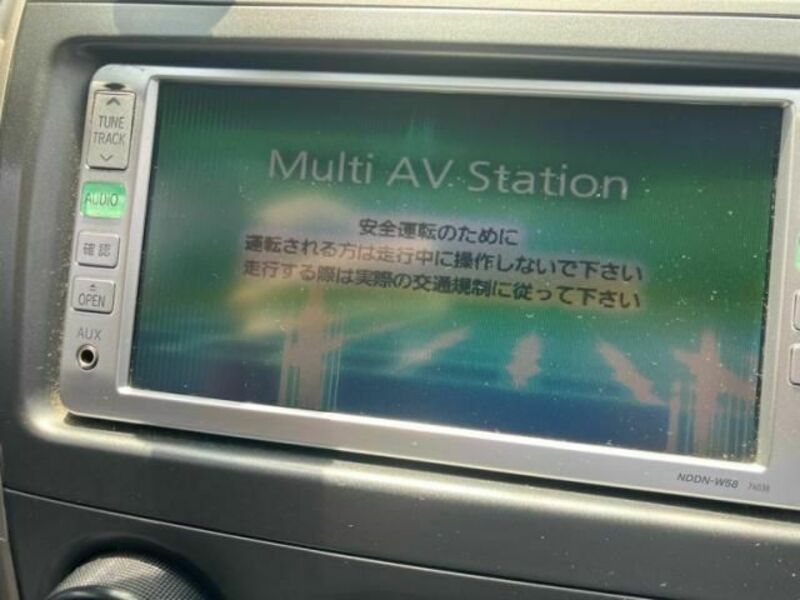 TUNE
TRACK
AUDIO
確認
OPEN
AUX
Multi AV Station
安全運転のために
運転される方は走行中に操作しないで下さい
走行する際は実際の交通規制に従って下さい
NDDN-W58